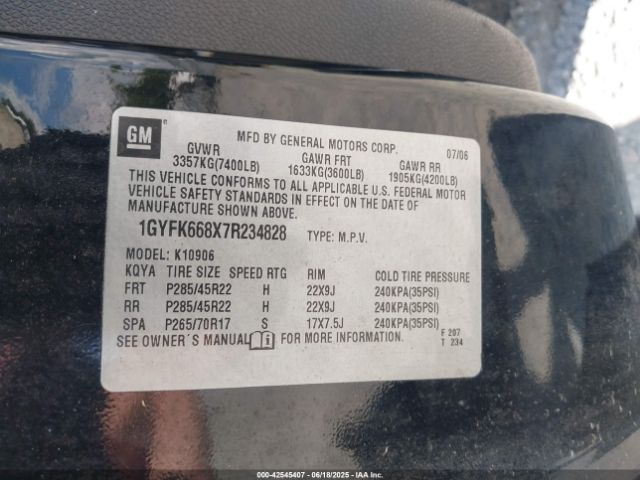 GM ®
MFD BY GENERAL MOTORS CORP. 07/06
GVWR GAWR FRT GAWR RR
3357KG(7400LB) 1633KG(3600LB) 1905KG(4200LB)
THIS VEHICLE CONFORMS TO ALL APPLICABLE U.S. FEDERAL MOTOR
VEHICLE SAFETY STANDARDS IN EFFECT ON THE DATE OF
MANUFACTURE SHOWN ABOVE.
1GYFK668X7R234828 TYPE: M.P.V.
MODEL: K10906
KQYA TIRE SIZE SPEED RTG RIM COLD TIRE PRESSURE
FRT P285/45R22 H 22X9J 240KPA(35PSI)
RR P285/45R22 H 22X9J 240KPA(35PSI)
SPA P265/70R17 S 17X7.5J 240KPA(35PSI)
SEE OWNER´S MANUAL i FOR MORE INFORMATION. F 207
T 234
000-42545407 - 06/18/2025 - IAAI.COM